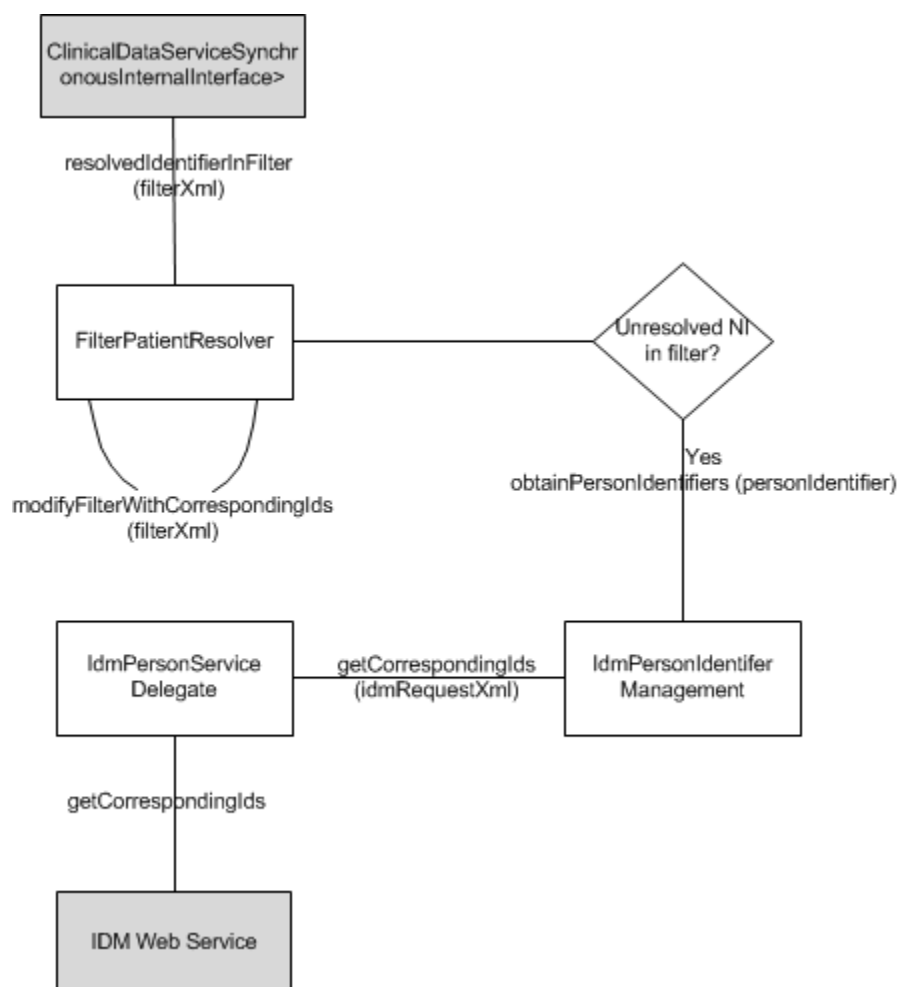 ClinicalDataServiceSynchr
onousInternalInterface>
resolvedIdentifierInFilter
(filterXml)
FilterPatientResolver
Unresolved NI
in filter?
modifyFilterWithCorrespondingIds
(filterXml)
Yes
obtainPersonIdentifiers (personIdentifier)
IdmPersonService
Delegate
getCorrespondingIds
(idmRequestXml)
IdmPersonIdentifer
Management
getCorrespondingIds
IDM Web Service